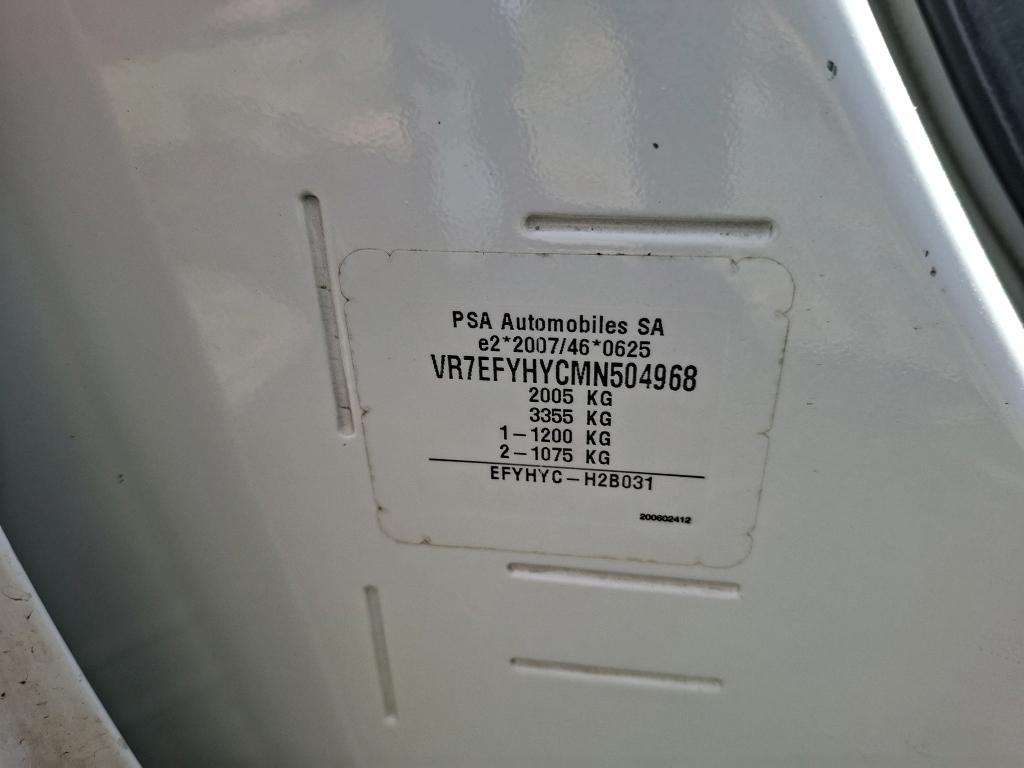 PSA Automobiles SA
e2*2007/46*0625
VR7EFYHYCMN504968
2005 KG
3355 KG
1-1200 KG
2-1075 KG
EFYHYC-H2B031
200602412